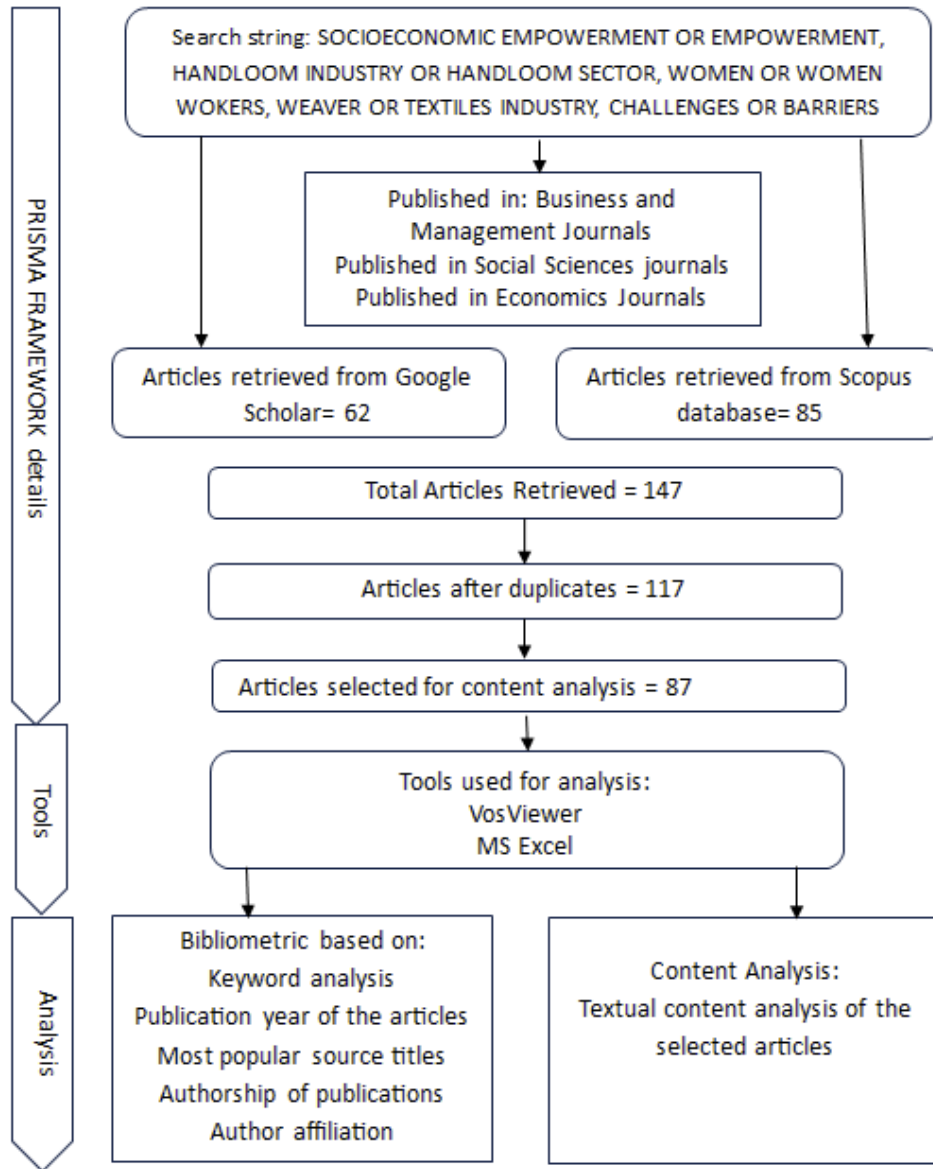 Search string: SOCIOECONOMIC EMPOWERMENT OR EMPOWERMENT,
HANDLOOM INDUSTRY OR HANDLOOM SECTOR, WOMEN OR WOMEN
WOKERS, WEAVER OR TEXTILES INDUSTRY, CHALLENGES OR BARRIERS
PRISMA FRAMEWORK details
Published in: Business and
Management Journals
Published in Social Sciences journals
Published in Economics Journals
Articles retrieved from Google
Scholar= 62
Articles retrieved from Scopus
database= 85
Total Articles Retrieved = 147
Articles after duplicates = 117
Articles selected for content analysis = 87
Tools
Tools used for analysis:
VosViewer
MS Excel
Analysis
Bibliometric based on:
Keyword analysis
Publication year of the articles
Most popular source titles
Authorship of publications
Author affiliation
Content Analysis:
Textual content analysis of the
selected articles